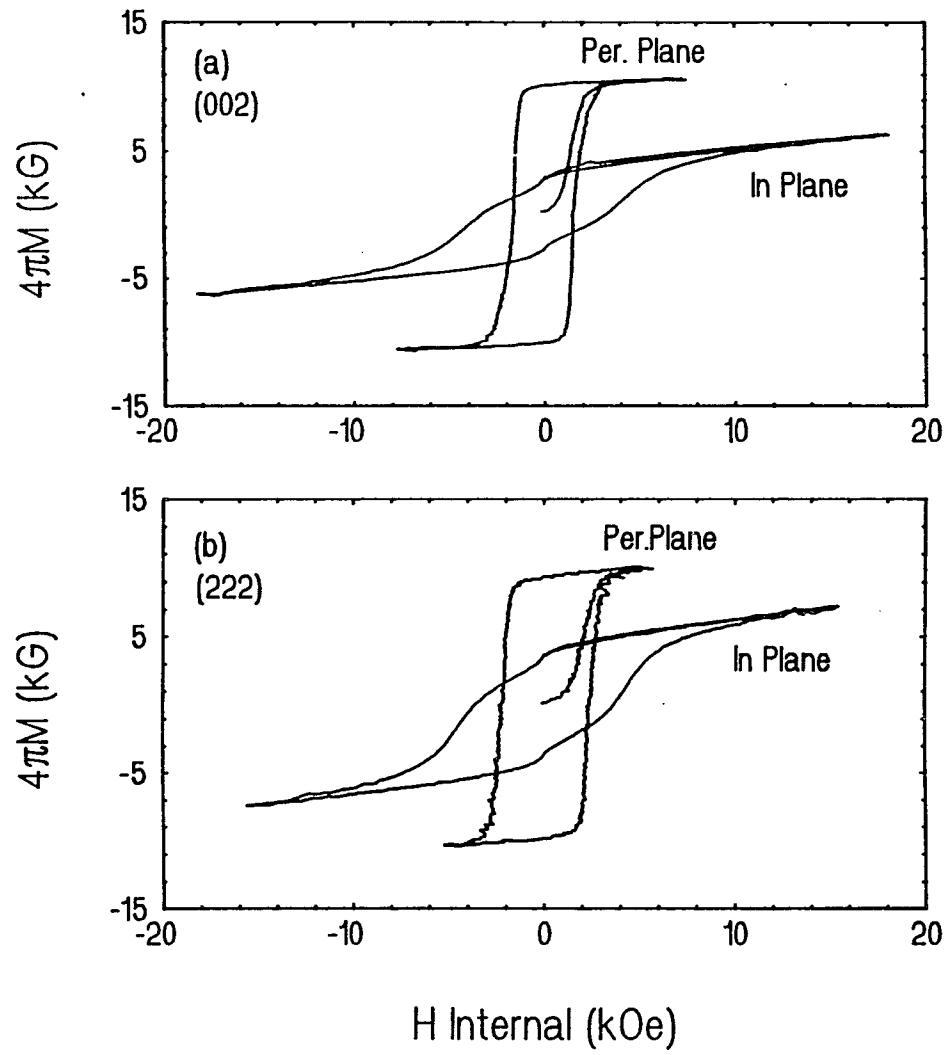 15
(a)
(002)
Per. Plane
5
In Plane
4πM (kG)
-5
-15
-20
-10
0
10
20
15
(b)
(222)
Per.Plane
5
In Plane
4πM (kG)
-5
-15
-20
-10
0
10
20
H Internal (kOe)